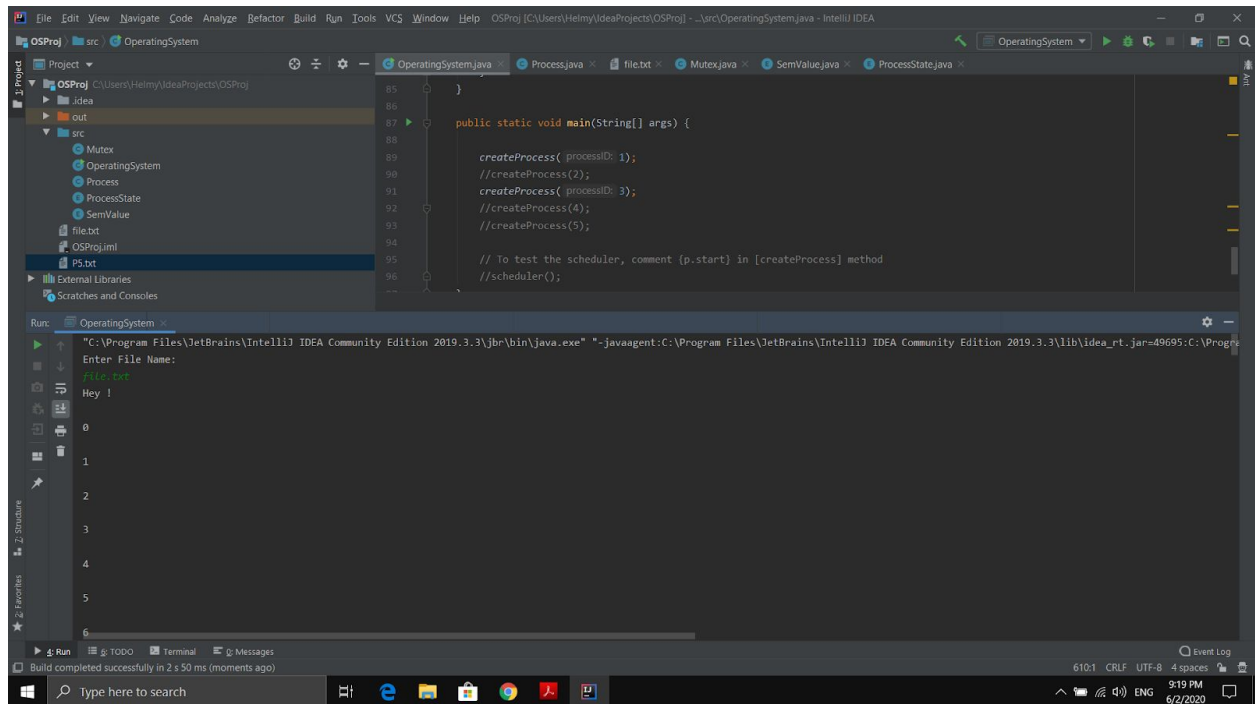 File Edit View Navigate Code Analyze Refactor Build Run Tools VCS Window Help OSProj [C:\Users\Helmy\IdeaProjects\OSProj] - ...\src\OperatingSystem.java - IntelliJ IDEA
OSProj src OperatingSystem
OperatingSystem
1: Project
Project
OperatingSystem.java Process.java file.txt Mutex.java SemValue.java ProcessState.java
Ant
OSProj C:\Users\Helmy\IdeaProjects\OSProj
.idea
out
src
Mutex
OperatingSystem
Process
ProcessState
SemValue
file.txt
OSProj.iml
P5.txt
External Libraries
Scratches and Consoles
85 }
86
87 public static void main(String[] args) {
88
89 createProcess( processID: 1);
90 //createProcess(2);
91 createProcess( processID: 3);
92 //createProcess(4);
93 //createProcess(5);
94
95 // To test the scheduler, comment {p.start} in [createProcess] method
96 //scheduler();
Run: OperatingSystem
"C:\Program Files\JetBrains\IntelliJ IDEA Community Edition 2019.3.3\jbr\bin\java.exe" "-javaagent:C:\Program Files\JetBrains\IntelliJ IDEA Community Edition 2019.3.3\lib\idea_rt.jar=49695:C:\Progra
Enter File Name:
file.txt
Hey !
0
1
2
3
4
5
6
7: Structure
2: Favorites
4: Run 6: TODO Terminal 0: Messages
Event Log
Build completed successfully in 2 s 50 ms (moments ago)
610:1 CRLF UTF-8 4 spaces
Type here to search
ENG
9:19 PM
6/2/2020